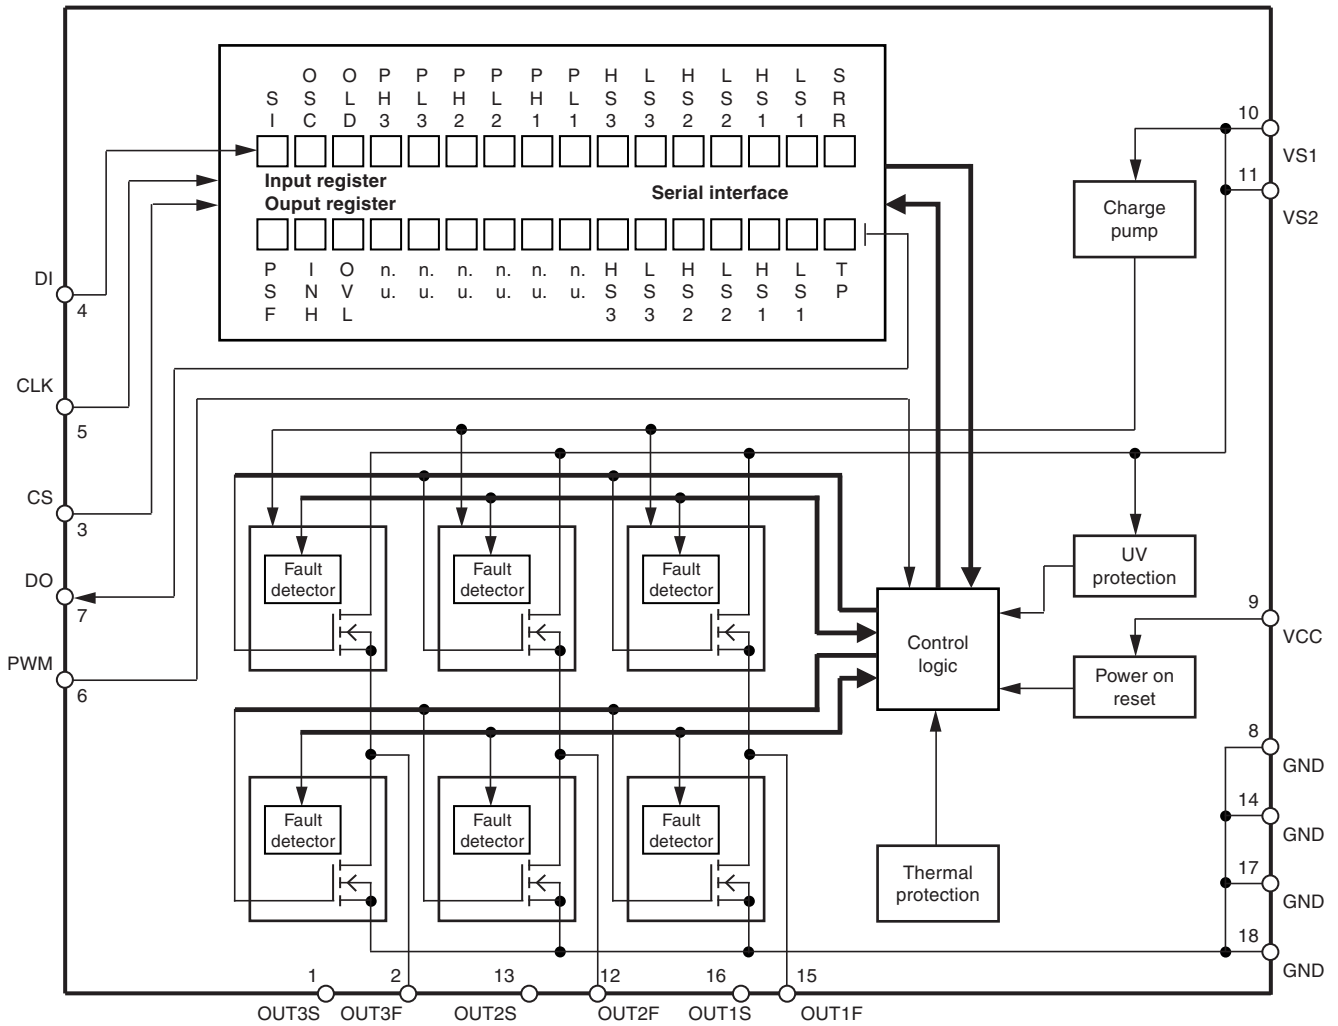 O O P P P P P P H L H L H L S
S S L H L H L H L S S S S S S R
I C D 3 3 2 2 1 1 3 3 2 2 1 1 R
Input register
Serial interface
Ouput register
P I O n. n. n. n. n. n. H L H L H L T
S N V u. u. u. u. u. u. S S S S S S P
F H L 3 3 2 2 1 1
DI
4
CLK
5
CS
3
DO
7
PWM
6
10
VS1
11
VS2
Charge
pump
Fault
detector
Fault
detector
Fault
detector
UV
protection
Control
logic
9
VCC
Power on
reset
8
GND
14
GND
17
GND
18
GND
Fault
detector
Fault
detector
Fault
detector
Thermal
protection
1 2 13 12 16 15
OUT3S OUT3F OUT2S OUT2F OUT1S OUT1F